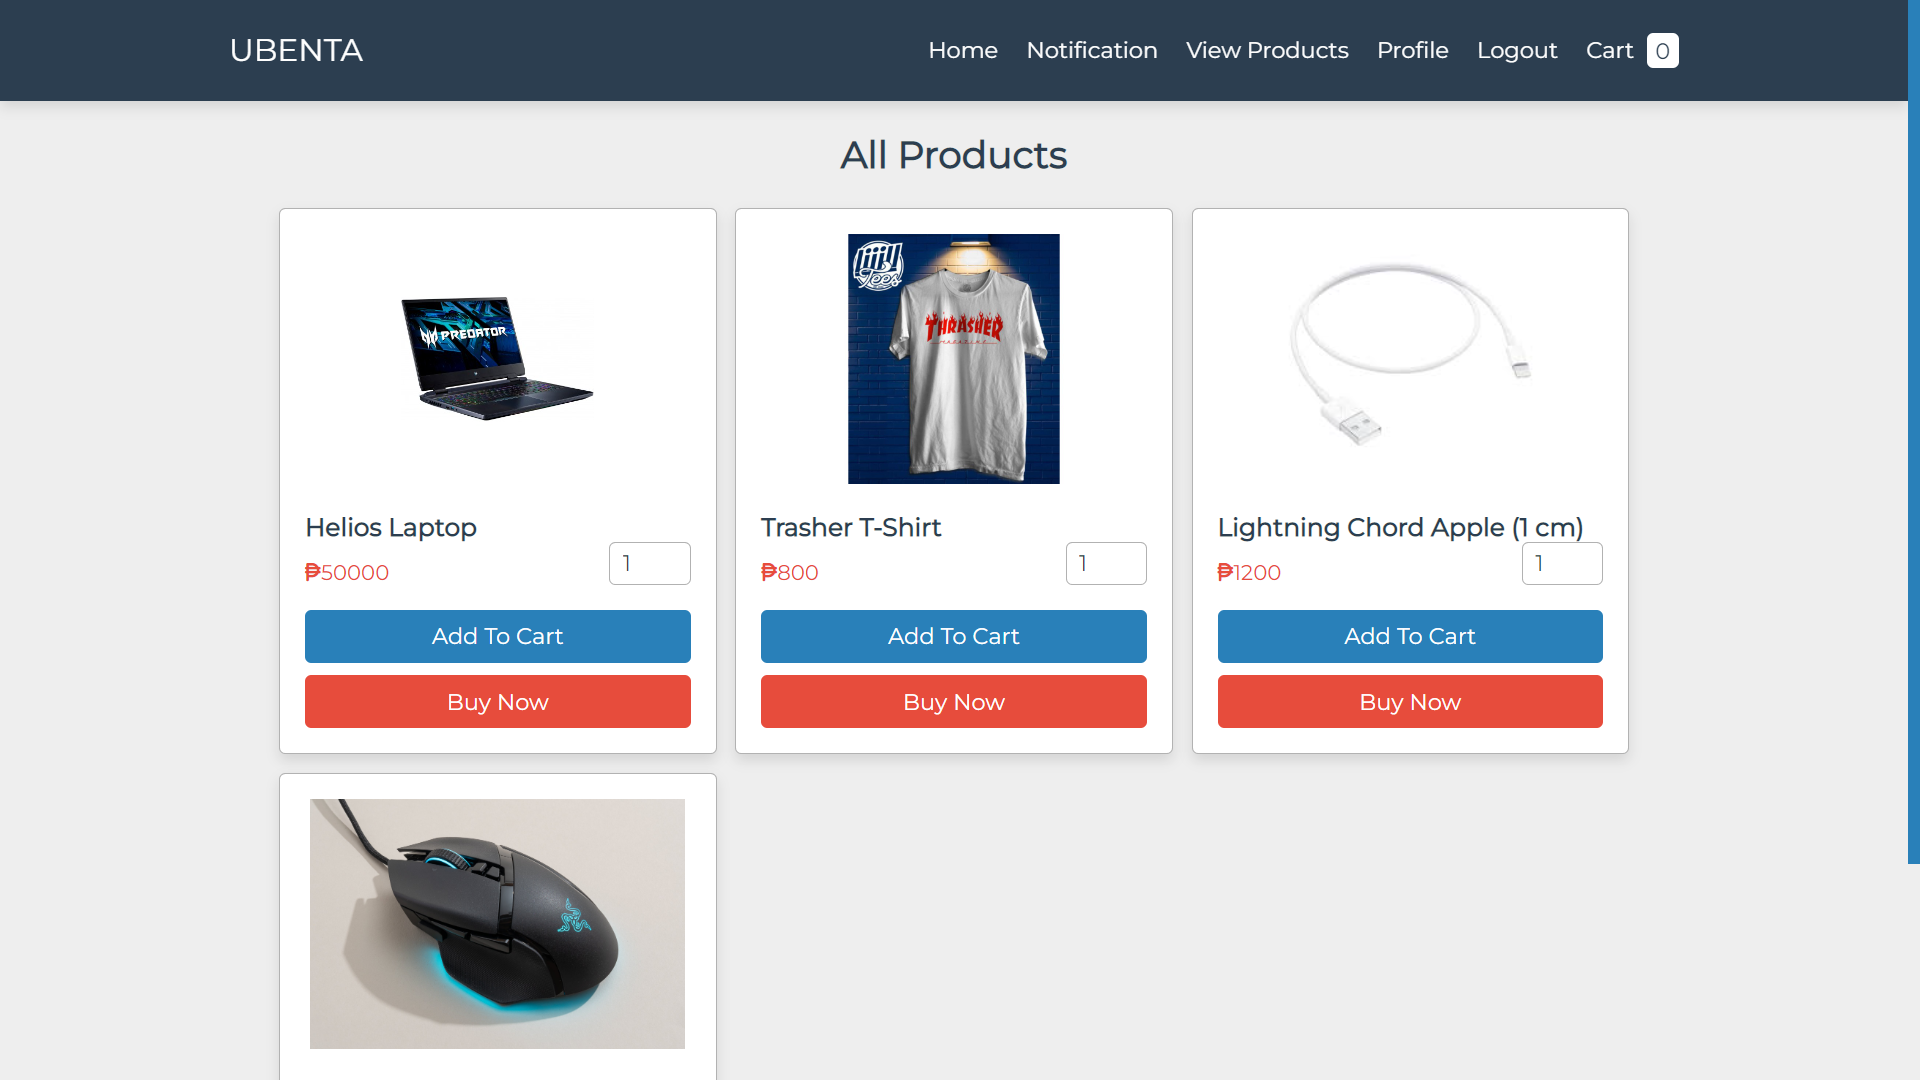 UBENTA
Home Notification View Products Profile Logout Cart 0
All Products
PREDATOR
Tees
THRASHER
Helios Laptop
₱50000
1
Add To Cart
Buy Now
Trasher T-Shirt
₱800
1
Add To Cart
Buy Now
Lightning Chord Apple (1 cm)
₱1200
1
Add To Cart
Buy Now